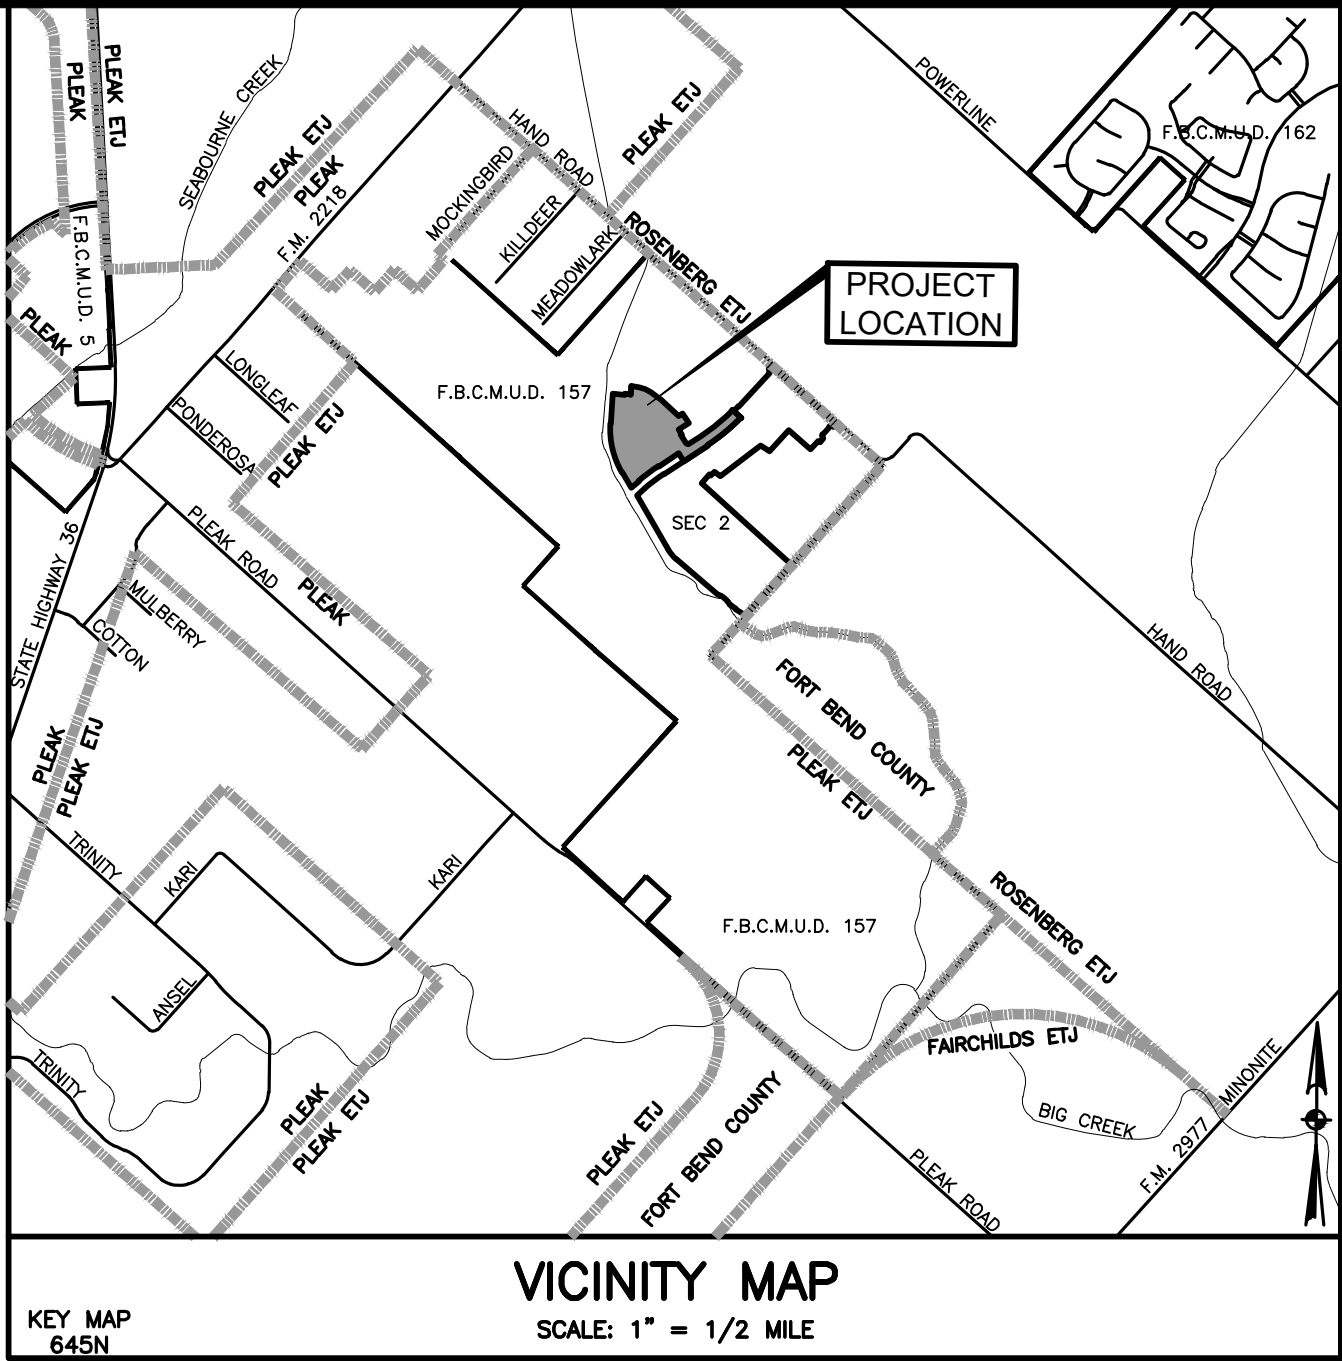 PLEAK
PLEAK ETJ
SEABOURNE CREEK
PLEAK ETJ
PLEAK
F.M. 2218
HAND ROAD
MOCKINGBIRD
KILLDEER
MEADOWLARK
PLEAK ETJ
ROSENBERG ETJ
POWERLINE
F.B.C.M.U.D. 162
PROJECT
LOCATION
F.B.C.M.U.D. 5
PLEAK
LONGLEAF
PONDEROSA
PLEAK ETJ
F.B.C.M.U.D. 157
SEC 2
STATE HIGHWAY 36
PLEAK ROAD
PLEAK
MULBERRY
COTTON
HAND ROAD
FORT BEND COUNTY
PLEAK ETJ
PLEAK
PLEAK ETJ
TRINITY
KARI
KARI
ROSENBERG ETJ
F.B.C.M.U.D. 157
ANSEL
TRINITY
FAIRCHILDS ETJ
PLEAK
PLEAK ETJ
PLEAK ETJ
FORT BEND COUNTY
BIG CREEK
MINONITE
F.M. 2977
PLEAK ROAD
VICINITY MAP
SCALE: 1" = 1/2 MILE
KEY MAP
645N